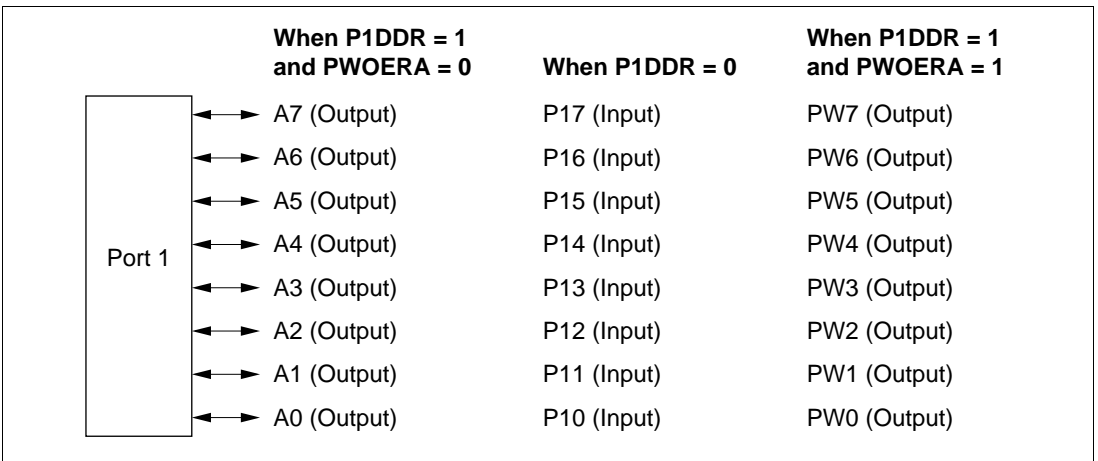 When P1DDR = 1
and PWOERA = 0
When P1DDR = 0
When P1DDR = 1
and PWOERA = 1
A7 (Output) P17 (Input) PW7 (Output)
A6 (Output) P16 (Input) PW6 (Output)
A5 (Output) P15 (Input) PW5 (Output)
Port 1
A4 (Output) P14 (Input) PW4 (Output)
A3 (Output) P13 (Input) PW3 (Output)
A2 (Output) P12 (Input) PW2 (Output)
A1 (Output) P11 (Input) PW1 (Output)
A0 (Output) P10 (Input) PW0 (Output)